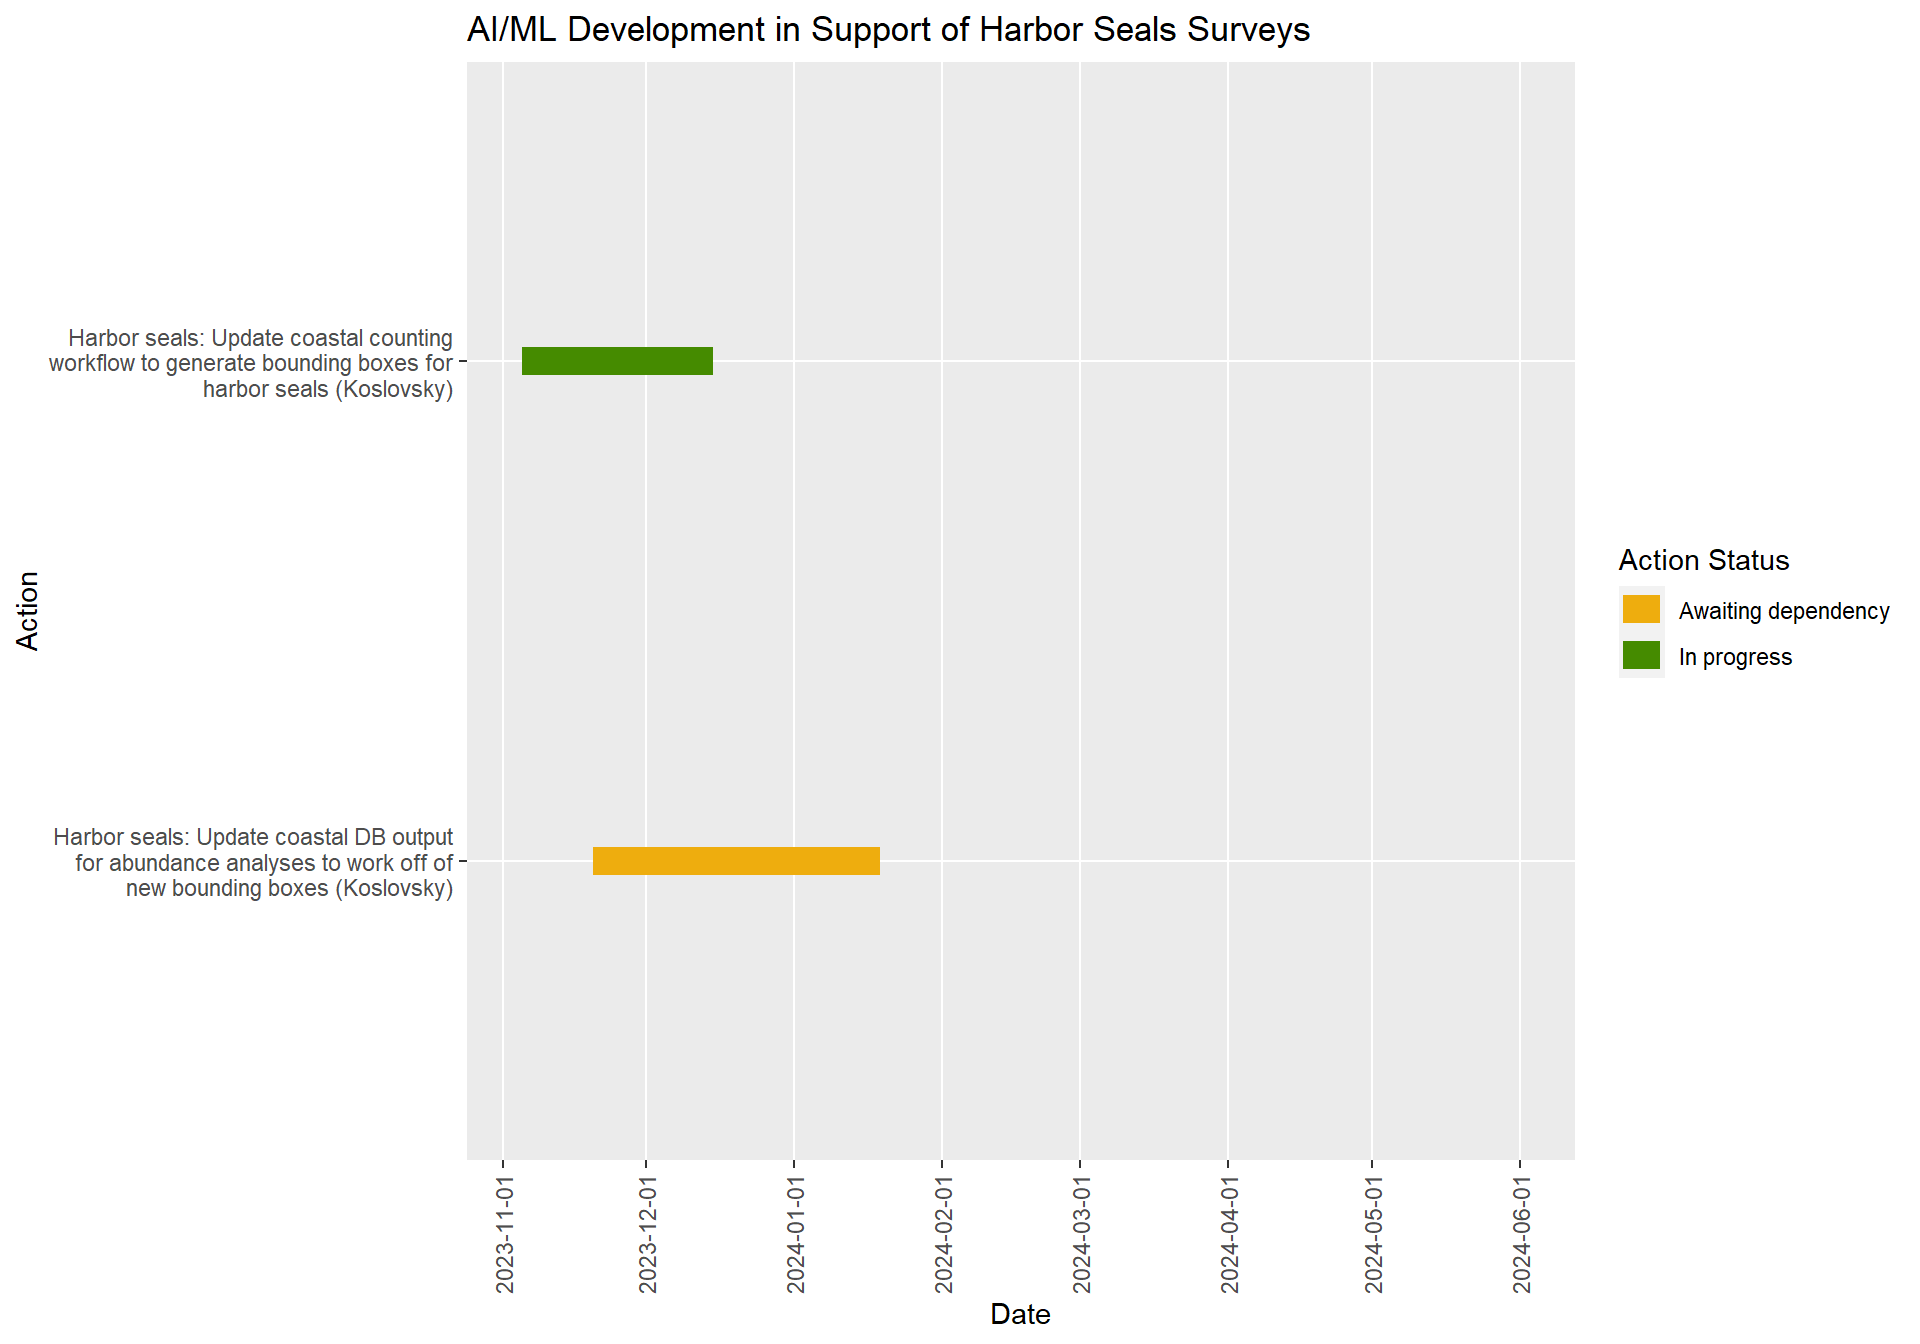 AI/ML Development in Support of Harbor Seals Surveys
Action
Harbor seals: Update coastal counting
workflow to generate bounding boxes for
harbor seals (Koslovsky)
Harbor seals: Update coastal DB output
for abundance analyses to work off of
new bounding boxes (Koslovsky)
2023-11-01
2023-12-01
2024-01-01
2024-02-01
2024-03-01
2024-04-01
2024-05-01
2024-06-01
Date
Action Status
Awaiting dependency
In progress